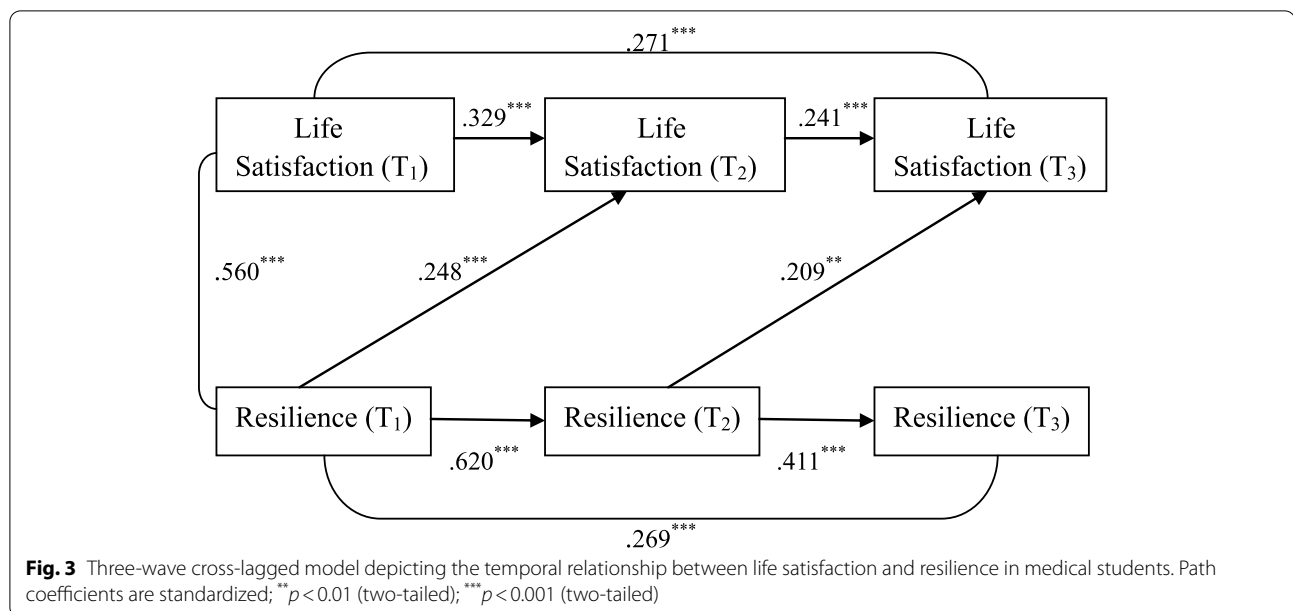 .271***
Life
Satisfaction (T₁)
.329***
Life
Satisfaction (T₂)
.241***
Life
Satisfaction (T₃)
.560***
.248***
.209**
Resilience (T₁)
.620***
Resilience (T₂)
.411***
Resilience (T₃)
.269***
Fig. 3 Three-wave cross-lagged model depicting the temporal relationship between life satisfaction and resilience in medical students. Path
coefficients are standardized; **p < 0.01 (two-tailed); ***p < 0.001 (two-tailed)